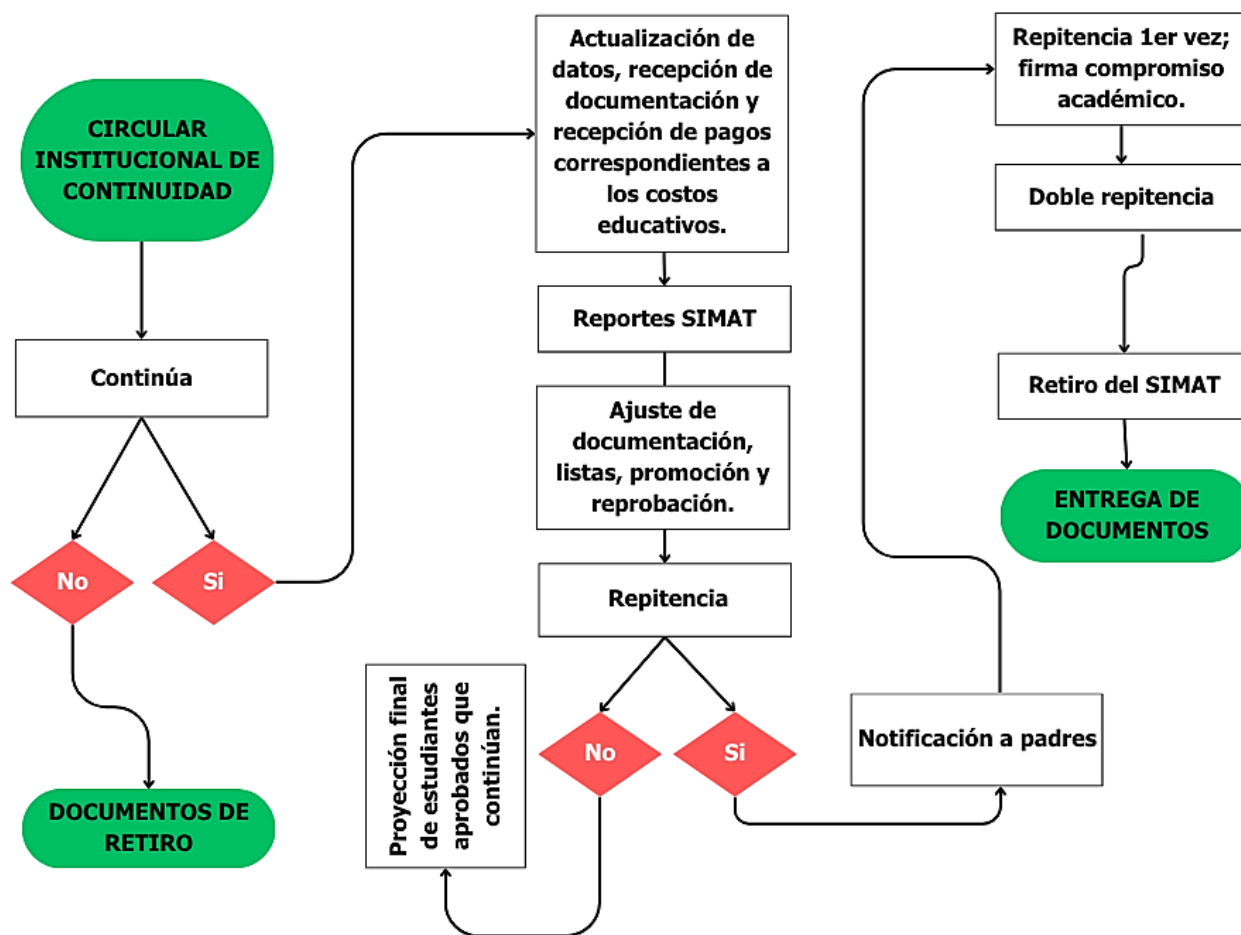 CIRCULAR
INSTITUCIONAL DE
CONTINUIDAD
Continúa
No
Si
DOCUMENTOS DE
RETIRO
Actualización de
datos, recepción de
documentación y
recepción de pagos
correspondientes a
los costos
educativos.
Reportes SIMAT
Ajuste de
documentación,
listas, promoción y
reprobación.
Repitencia
No
Si
Proyección final
de estudiantes
aprobados que
continúan.
Notificación a padres
Repitencia 1er vez;
firma compromiso
académico.
Doble repitencia
Retiro del SIMAT
ENTREGA DE
DOCUMENTOS